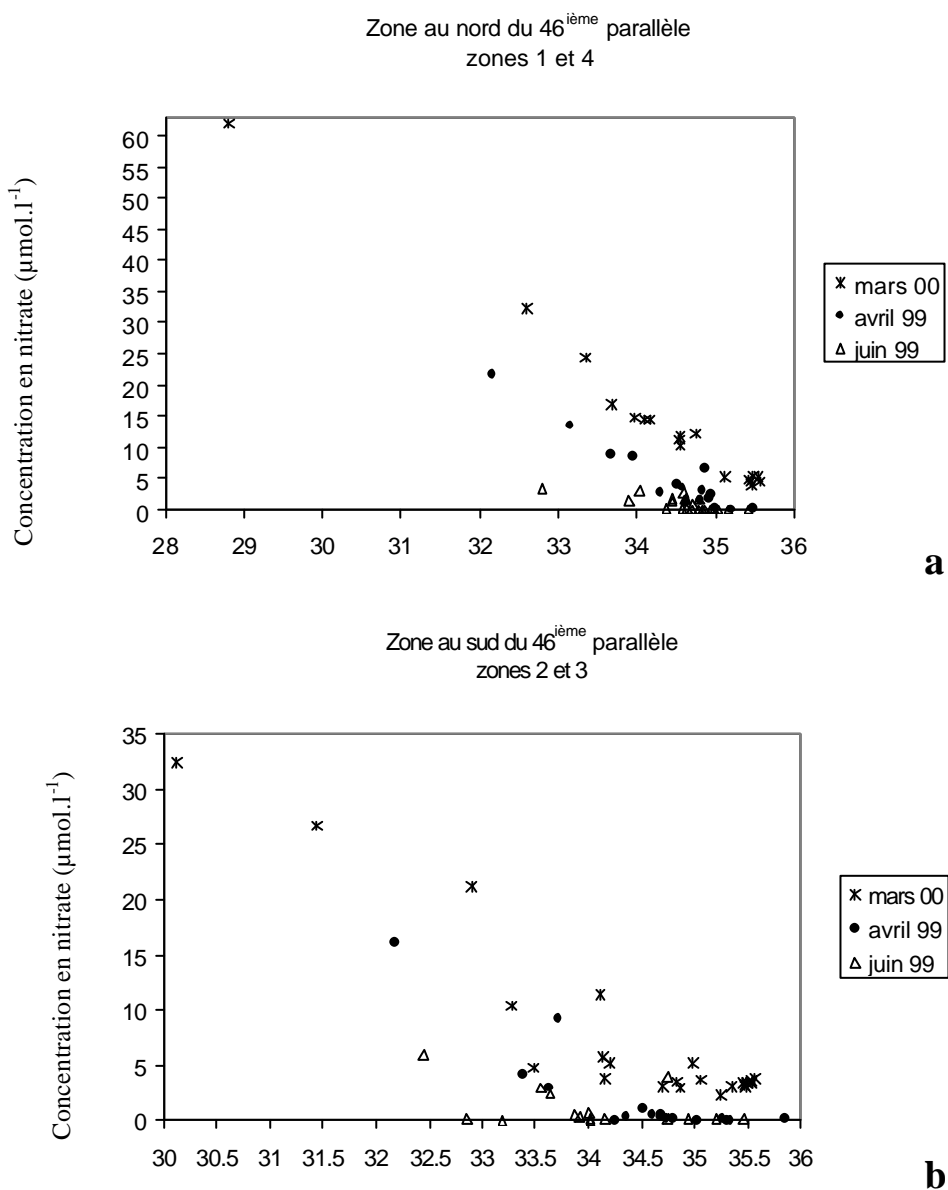 Zone au nord du 46ième parallèle
zones 1 et 4
Concentration en nitrate (µmol.l-1)
60
55
50
45
40
35
30
25
20
15
10
5
0
28 29 30 31 32 33 34 35 36
mars 00
avril 99
juin 99
a
Zone au sud du 46ième parallèle
zones 2 et 3
Concentration en nitrate (µmol.l-1)
35
30
25
20
15
10
5
0
30 30.5 31 31.5 32 32.5 33 33.5 34 34.5 35 35.5 36
mars 00
avril 99
juin 99
b